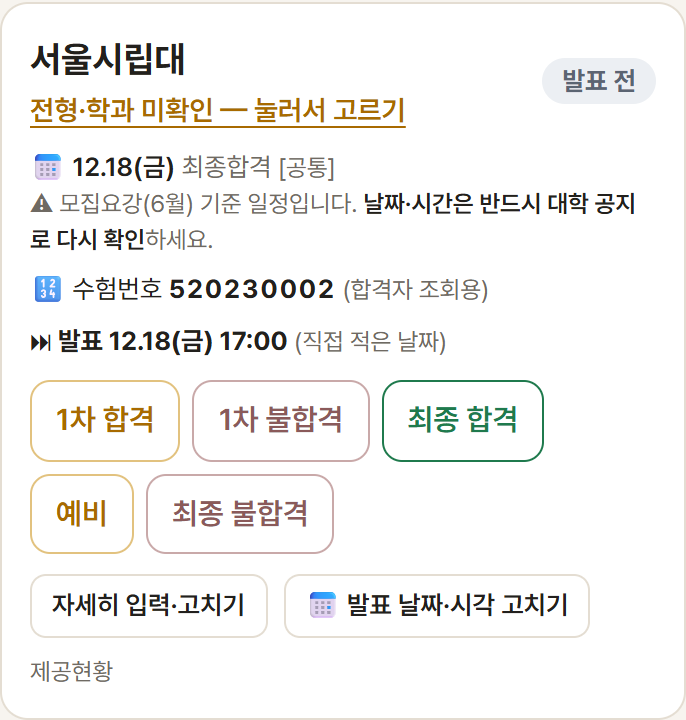 서울시립대
발표 전
전형·학과 미확인 — 눌러서 고르기
12.18(금) 최종합격 [공통]
⚠ 모집요강(6월) 기준 일정입니다. 날짜·시간은 반드시 대학 공지
로 다시 확인하세요.
🔢 수험번호 520230002 (합격자 조회용)
⏭ 발표 12.18(금) 17:00 (직접 적은 날짜)
1차 합격
1차 불합격
최종 합격
예비
최종 불합격
자세히 입력·고치기
발표 날짜·시각 고치기
제공현황